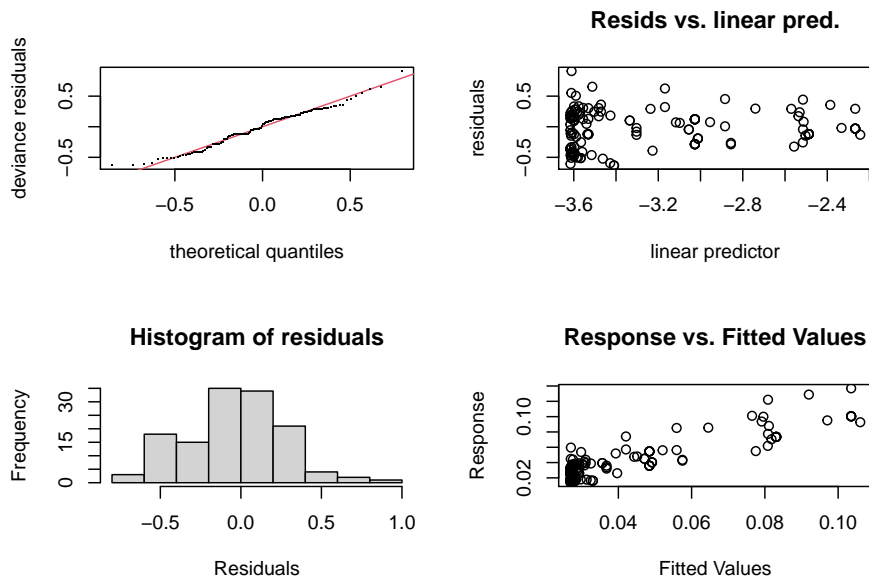 deviance residuals
0.5
−0.5
−0.5
0.0
0.5
theoretical quantiles
Resids vs. linear pred.
residuals
0.5
−0.5
−3.6
−3.2
−2.8
−2.4
linear predictor
Histogram of residuals
Frequency
30
15
0
−0.5
0.0
0.5
1.0
Residuals
Response vs. Fitted Values
Response
0.10
0.02
0.04
0.06
0.08
0.10
Fitted Values